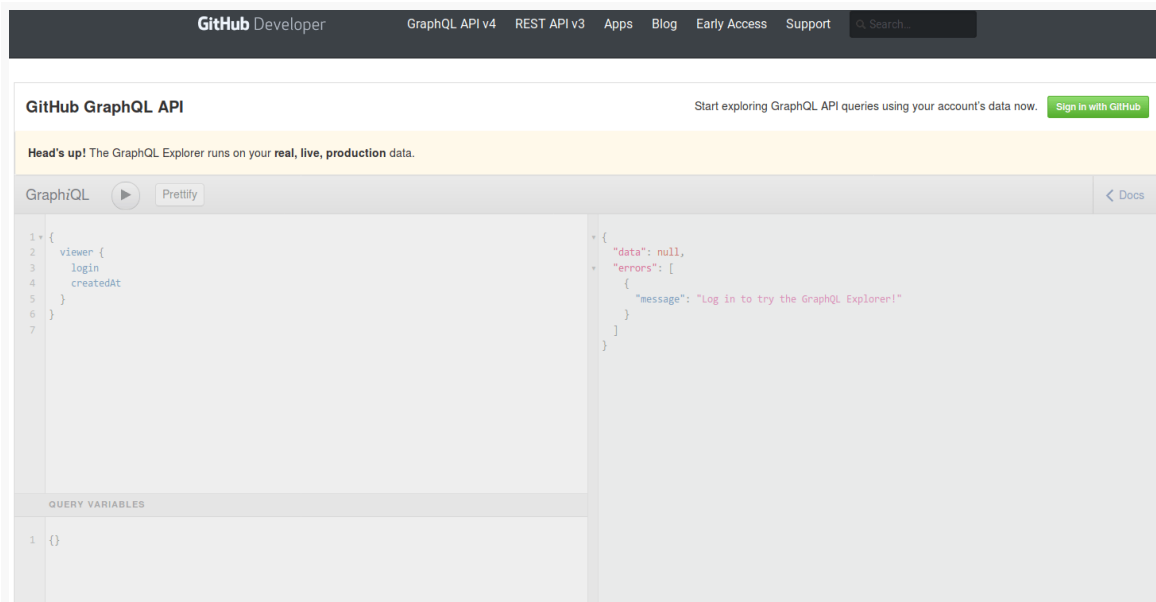 GitHub Developer GraphQL API v4 REST API v3 Apps Blog Early Access Support Search...
GitHub GraphQL API Start exploring GraphQL API queries using your account's data now. Sign in with GitHub
Head's up! The GraphQL Explorer runs on your real, live, production data.
GraphiQL Prettify Docs
1 {
2 viewer {
3 login
4 createdAt
5 }
6 }
7
{
"data": null,
"errors": [
{
"message": "Log in to try the GraphQL Explorer!"
}
]
}
QUERY VARIABLES
1 {}